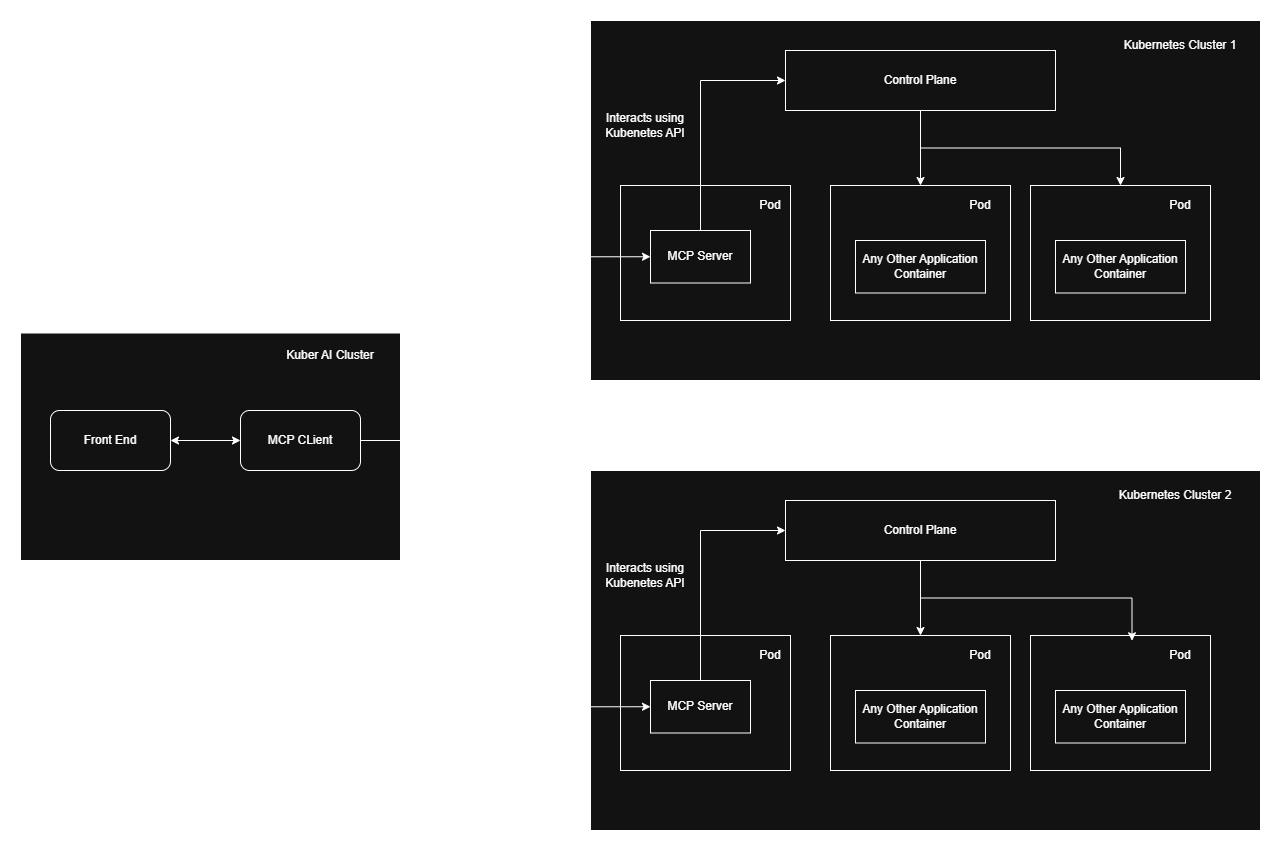 Kubernetes Cluster 1
Control Plane
Interacts using
Kubenetes API
Pod
Pod
Pod
MCP Server
Any Other Application
Container
Any Other Application
Container
Kuber AI Cluster
Front End
MCP CLient
Kubernetes Cluster 2
Control Plane
Interacts using
Kubenetes API
Pod
Pod
Pod
MCP Server
Any Other Application
Container
Any Other Application
Container